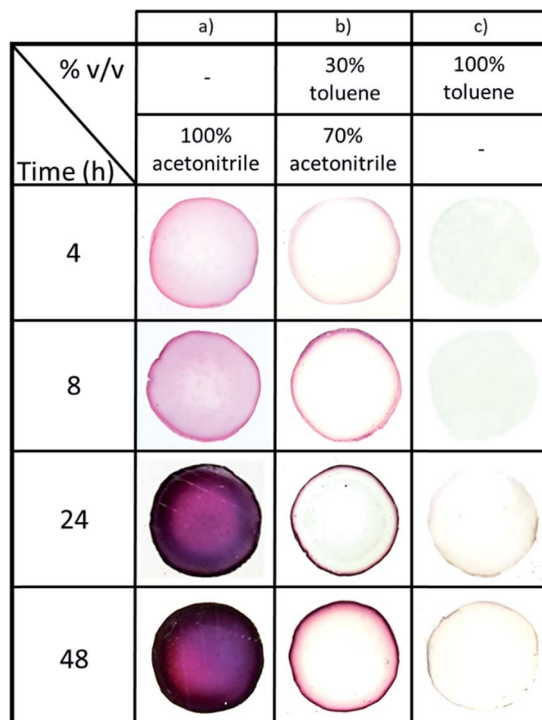 a)
b)
c)
% v/v
Time (h)
-
30%
toluene
100%
toluene
100%
acetonitrile
70%
acetonitrile
-
4
8
24
48